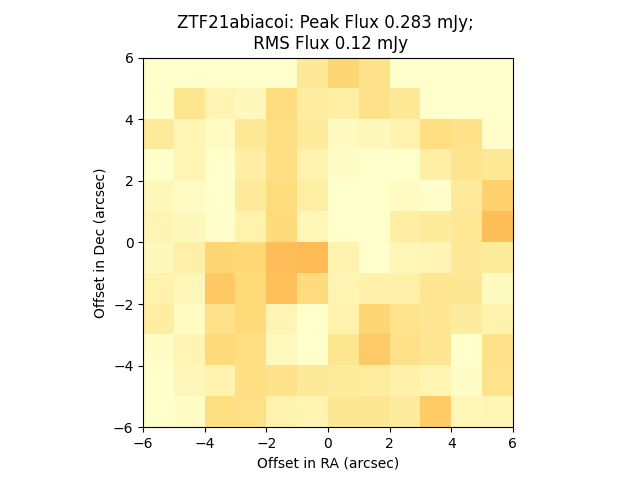 ZTF21abiacoi: Peak Flux 0.283 mJy;
RMS Flux 0.12 mJy
6
4
2
0
−2
−4
−6
Offset in Dec (arcsec)
−6 −4 −2 0 2 4 6
Offset in RA (arcsec)